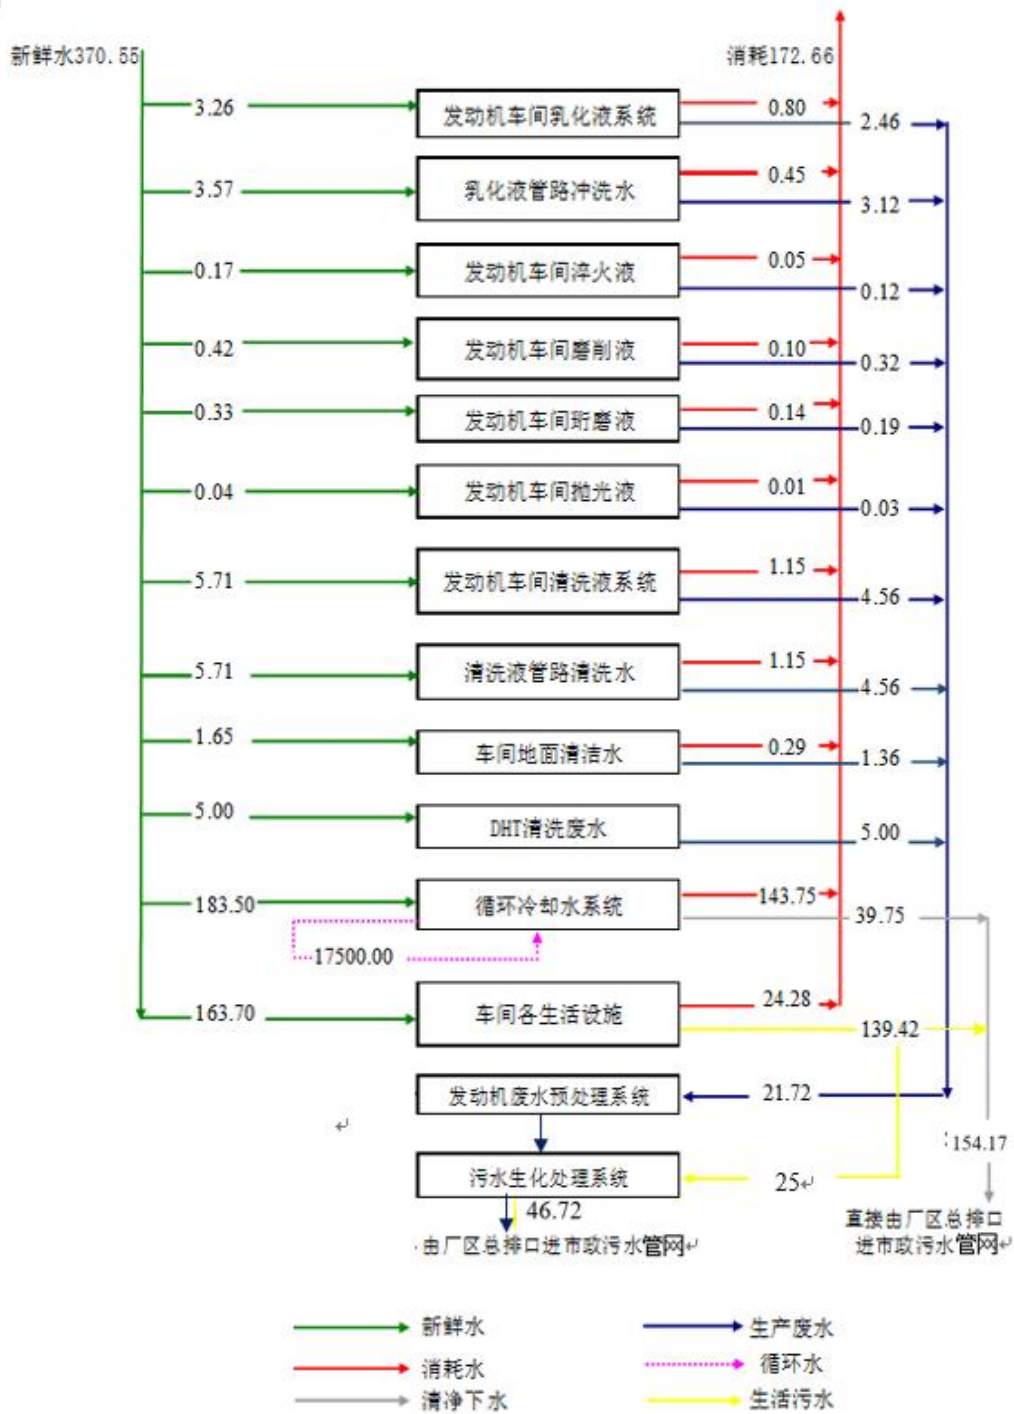 新鲜水370.55
消耗172.66
3.26
发动机车间乳化液系统
0.80
2.46
3.57
乳化液管路冲洗水
0.45
3.12
0.17
发动机车间淬火液
0.05
0.12
0.42
发动机车间磨削液
0.10
0.32
0.33
发动机车间珩磨液
0.14
0.19
0.04
发动机车间抛光液
0.01
0.03
5.71
发动机车间清洗液系统
1.15
4.56
5.71
清洗液管路清洗水
1.15
4.56
1.65
车间地面清洁水
0.29
1.36
5.00
DHT清洗废水
5.00
183.50
循环冷却水系统
143.75
39.75
17500.00
163.70
车间各生活设施
24.28
139.42
发动机废水预处理系统
21.72
154.17
污水生化处理系统
25
46.72
由厂区总排口进市政污水管网
直接由厂区总排口
进市政污水管网
新鲜水
生产废水
消耗水
循环水
清净下水
生活污水